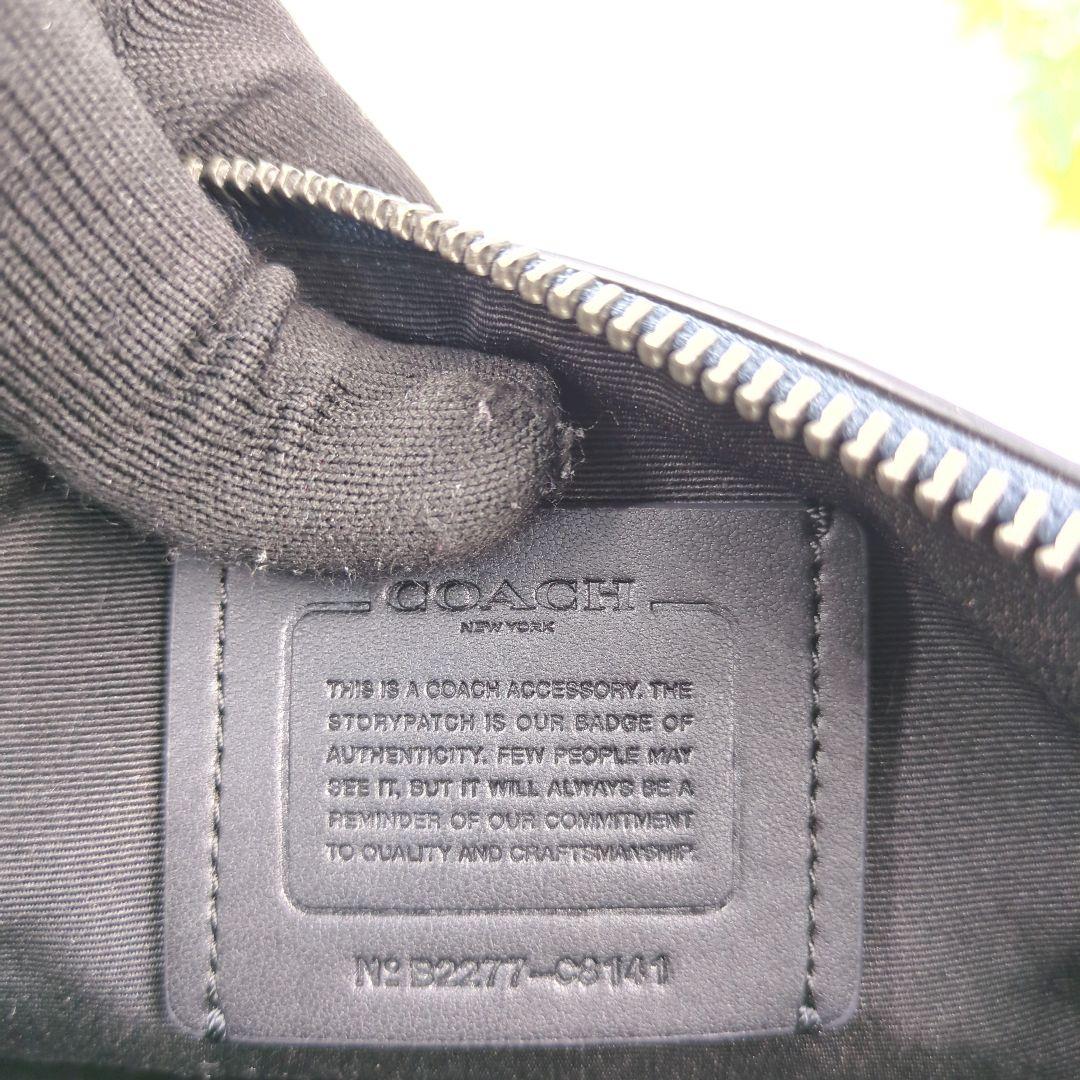 COACH
NEW YORK
THIS IS A COACH ACCESSORY. THE
STORYPATCH IS OUR BADGE OF
AUTHENTICITY. FEW PEOPLE MAY
SEE IT, BUT IT WILL ALWAYS BE A
REMINDER OF OUR COMMITMENT
TO QUALITY AND CRAFTSMANSHIP.
Nº B2277-C8141